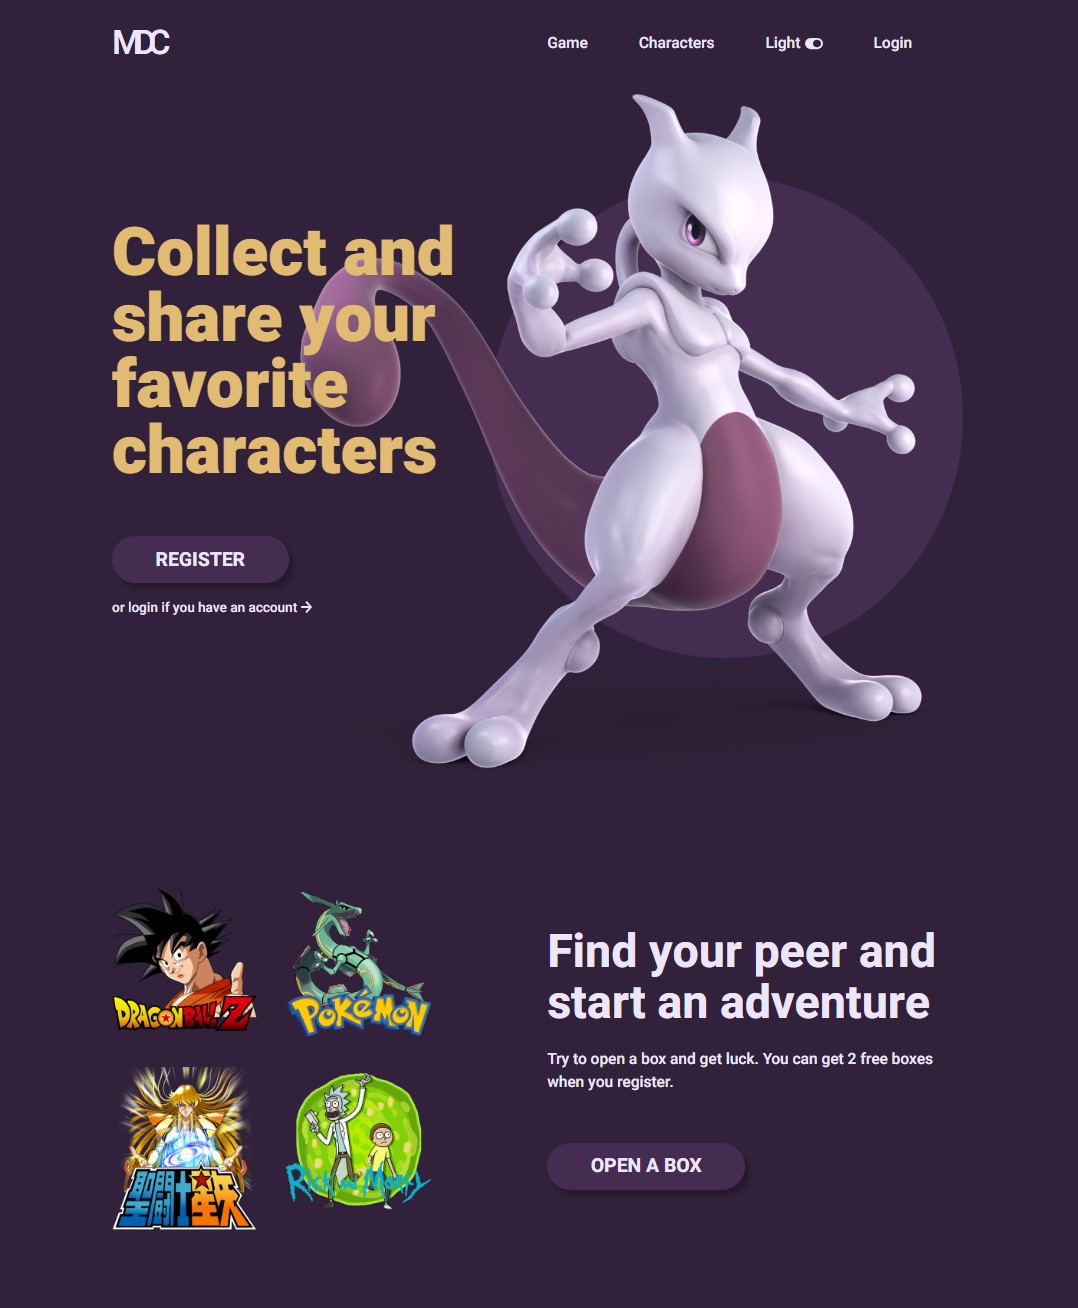 MDC
Game Characters Light Login
Collect and
share your
favorite
characters
REGISTER
or login if you have an account →
DRAGONBALL Z
POKéMON
聖闘士星矢
Rick and Morty
Find your peer and
start an adventure
Try to open a box and get luck. You can get 2 free boxes
when you register.
OPEN A BOX